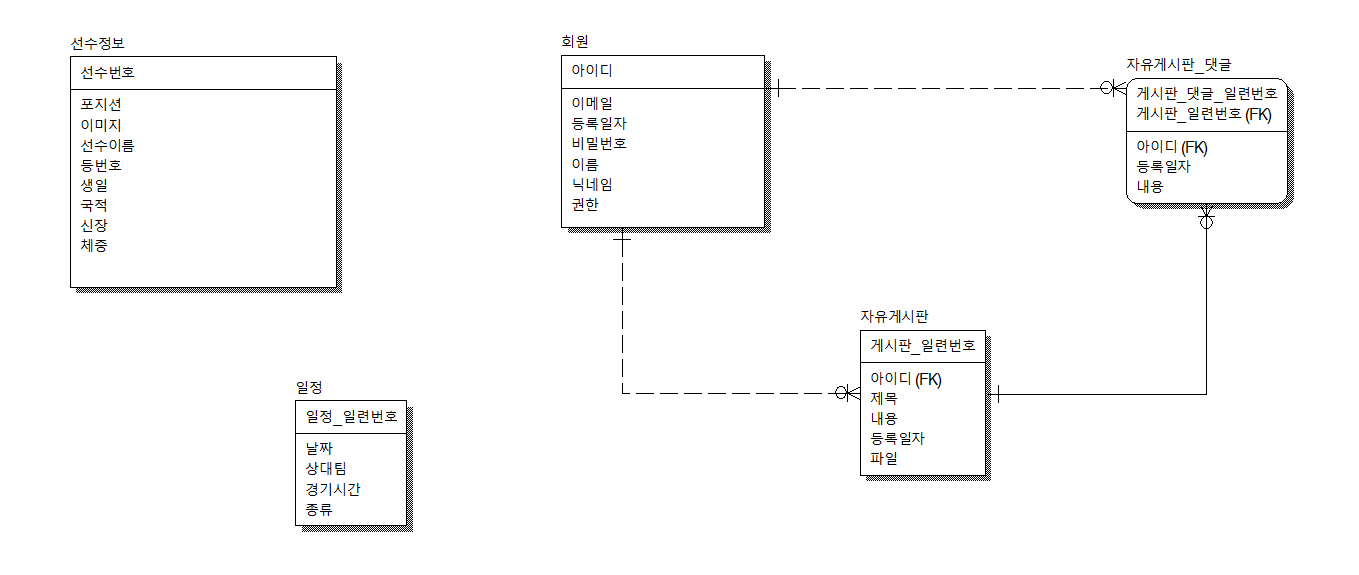 선수정보
선수번호
포지션
이미지
선수이름
등번호
생일
국적
신장
체중
회원
아이디
이메일
등록일자
비밀번호
이름
닉네임
권한
자유게시판_댓글
게시판_댓글_일련번호
게시판_일련번호 (FK)
아이디 (FK)
등록일자
내용
자유게시판
게시판_일련번호
아이디 (FK)
제목
내용
등록일자
파일
일정
일정_일련번호
날짜
상대팀
경기시간
종류